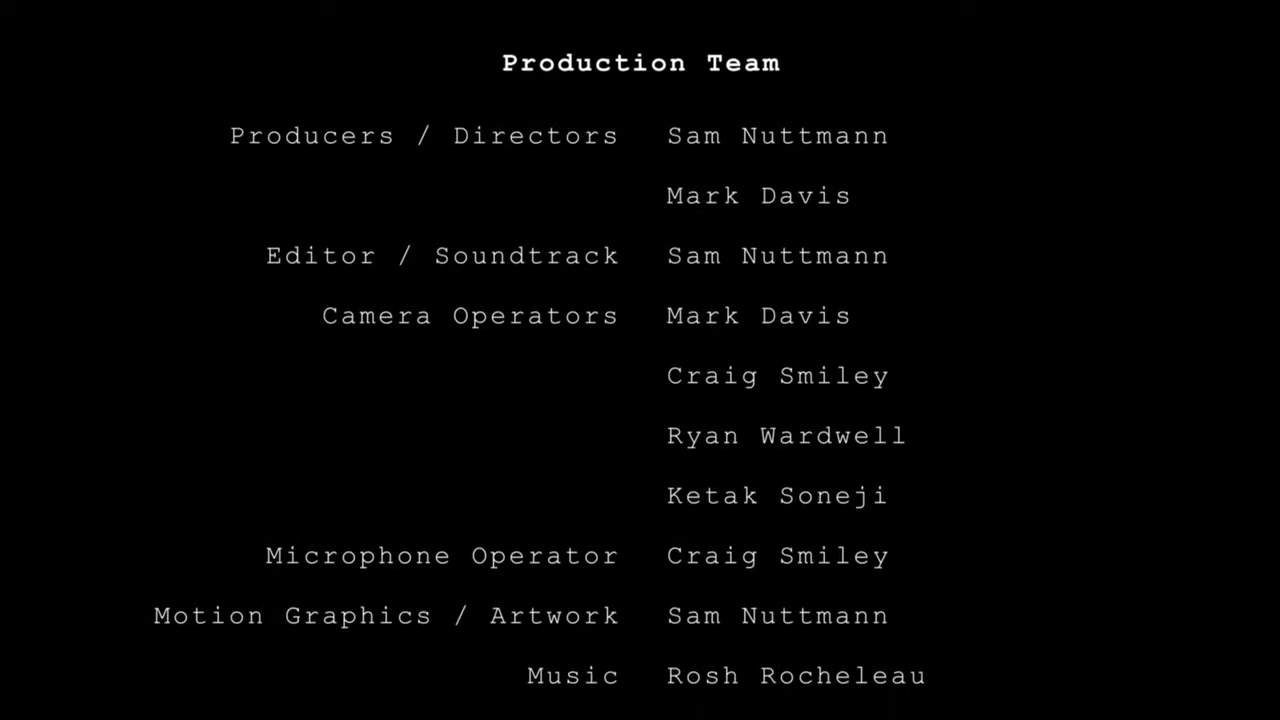 Production Team
Producers / Directors Sam Nuttmann
Mark Davis
Editor / Soundtrack Sam Nuttmann
Camera Operators Mark Davis
Craig Smiley
Ryan Wardwell
Ketak Soneji
Microphone Operator Craig Smiley
Motion Graphics / Artwork Sam Nuttmann
Music Rosh Rocheleau